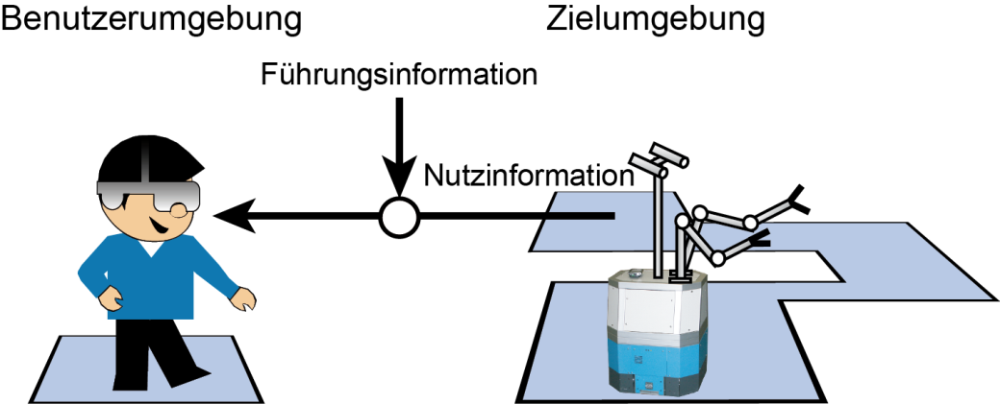 Benutzerumgebung
Zielumgebung
Führungsinformation
Nutzinformation